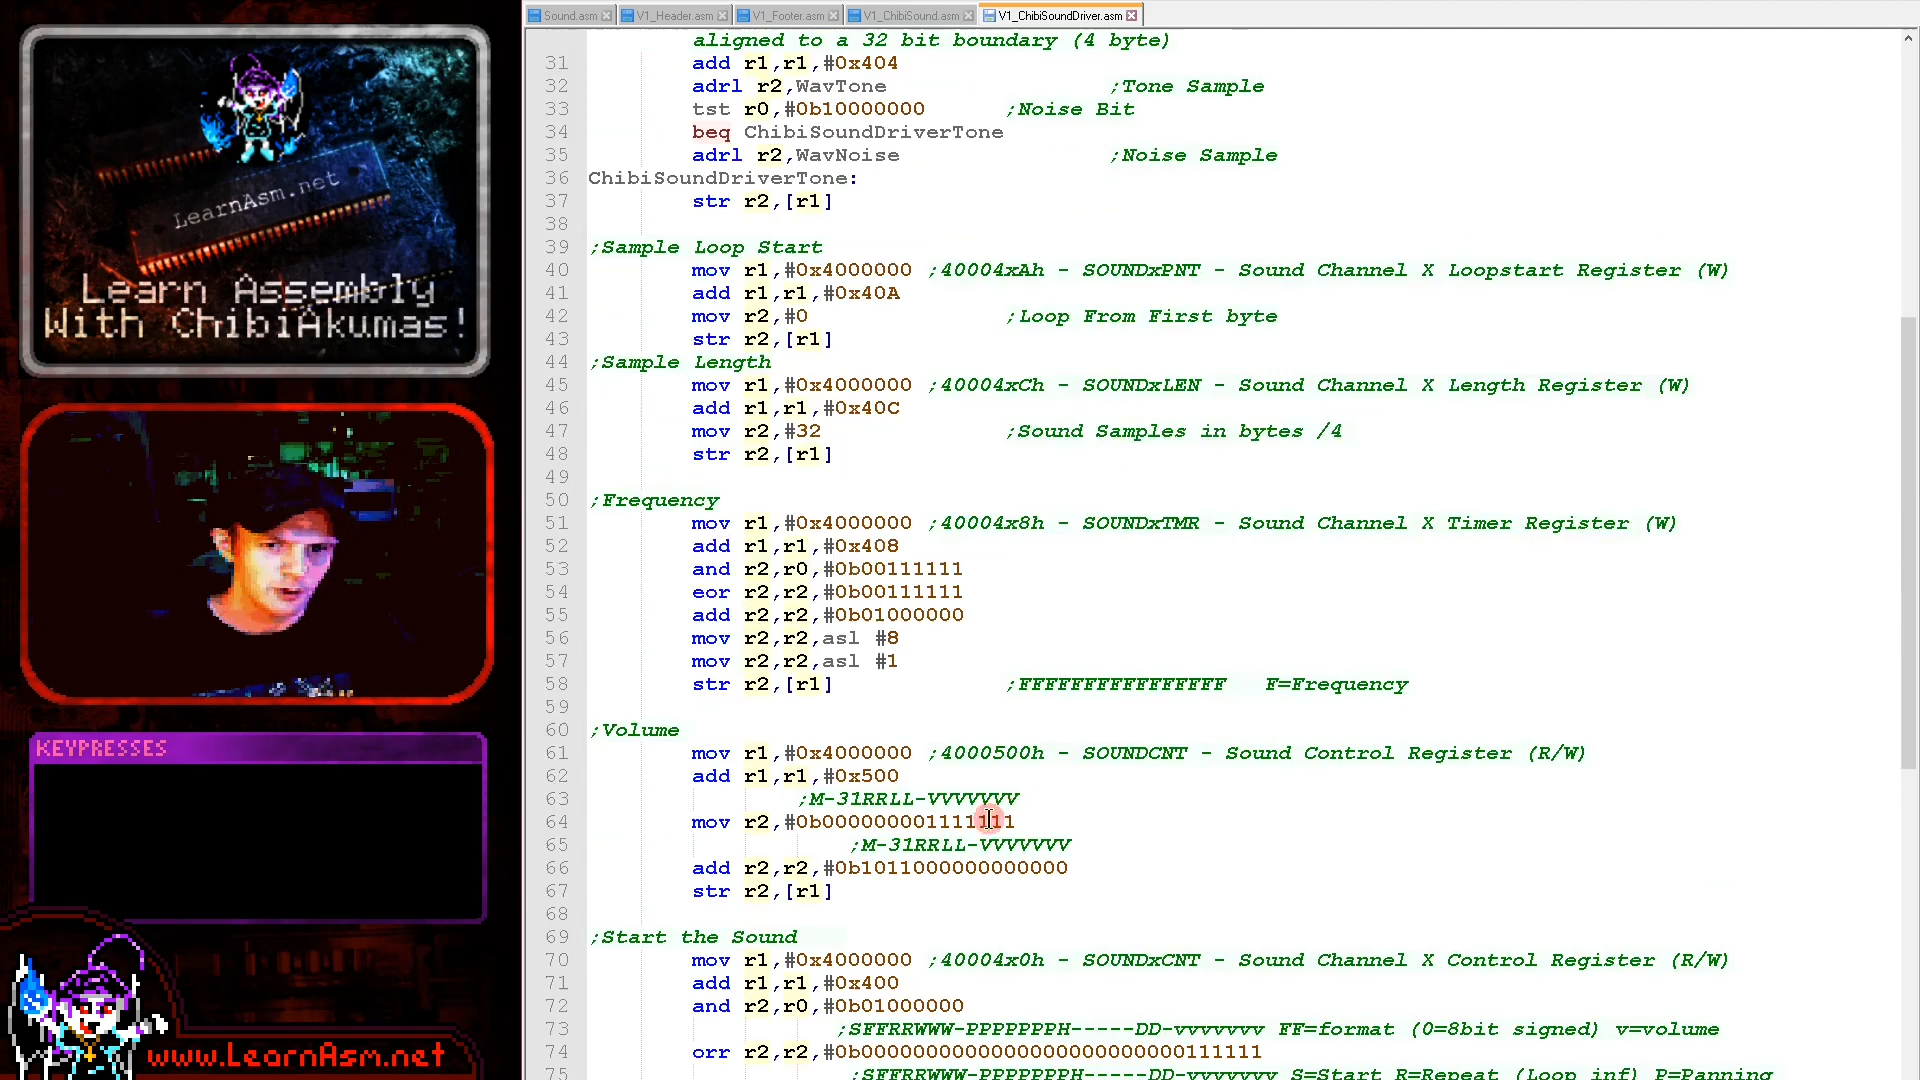 Sound.asm
V1_Header.asm
V1_Footer.asm
V1_ChibiSound.asm
V1_ChibiSoundDriver.asm
aligned to a 32 bit boundary (4 byte)
31 add r1,r1,#0x404
32 adrl r2,WavTone ;Tone Sample
33 tst r0,#0b10000000 ;Noise Bit
34 beq ChibiSoundDriverTone
35 adrl r2,WavNoise ;Noise Sample
36 ChibiSoundDriverTone:
37 str r2,[r1]
38
39 ;Sample Loop Start
40 mov r1,#0x4000000 ;40004xAh - SOUNDxPNT - Sound Channel X Loopstart Register (W)
41 add r1,r1,#0x40A
42 mov r2,#0 ;Loop From First byte
43 str r2,[r1]
44 ;Sample Length
45 mov r1,#0x4000000 ;40004xCh - SOUNDxLEN - Sound Channel X Length Register (W)
46 add r1,r1,#0x40C
47 mov r2,#32 ;Sound Samples in bytes /4
48 str r2,[r1]
49
50 ;Frequency
51 mov r1,#0x4000000 ;40004x8h - SOUNDxTMR - Sound Channel X Timer Register (W)
52 add r1,r1,#0x408
53 and r2,r0,#0b00111111
54 eor r2,r2,#0b00111111
55 add r2,r2,#0b01000000
56 mov r2,r2,asl #8
57 mov r2,r2,asl #1
58 str r2,[r1] ;FFFFFFFFFFFFFFFF F=Frequency
59
60 ;Volume
61 mov r1,#0x4000000 ;4000500h - SOUNDCNT - Sound Control Register (R/W)
62 add r1,r1,#0x500
63 ;M-31RRLL-VVVVVVV
64 mov r2,#0b000000001111111
65 ;M-31RRLL-VVVVVVV
66 add r2,r2,#0b1011000000000000
67 str r2,[r1]
68
69 ;Start the Sound
70 mov r1,#0x4000000 ;40004x0h - SOUNDxCNT - Sound Channel X Control Register (R/W)
71 add r1,r1,#0x400
72 and r2,r0,#0b01000000
73 ;SFFRRWWW-PPPPPPPH-----DD-vvvvvvv FF=format (0=8bit signed) v=volume
74 orr r2,r2,#0b00000000000000000000000000111111
75 ;SFFRRWWW-PPPPPPPH-----DD-vvvvvvv S=Start R=Repeat (Loop inf) P=Panning
LearnAsm.net
Learn Assembly
With ChibiAkumas!
KEYPRESSES
www.LearnAsm.net